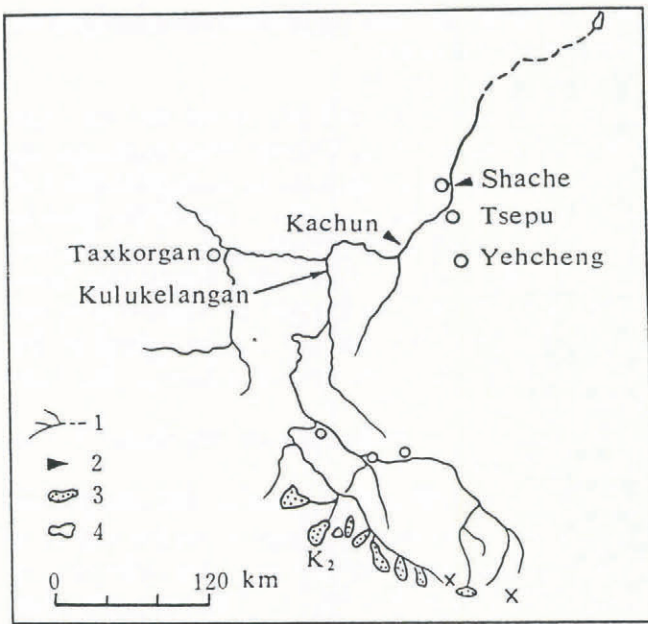 Shache
Tsepu
Kachun
Yehcheng
Taxkorgan
Kulukelangan
1
2
3
4
K₂
0 120 km
X
X